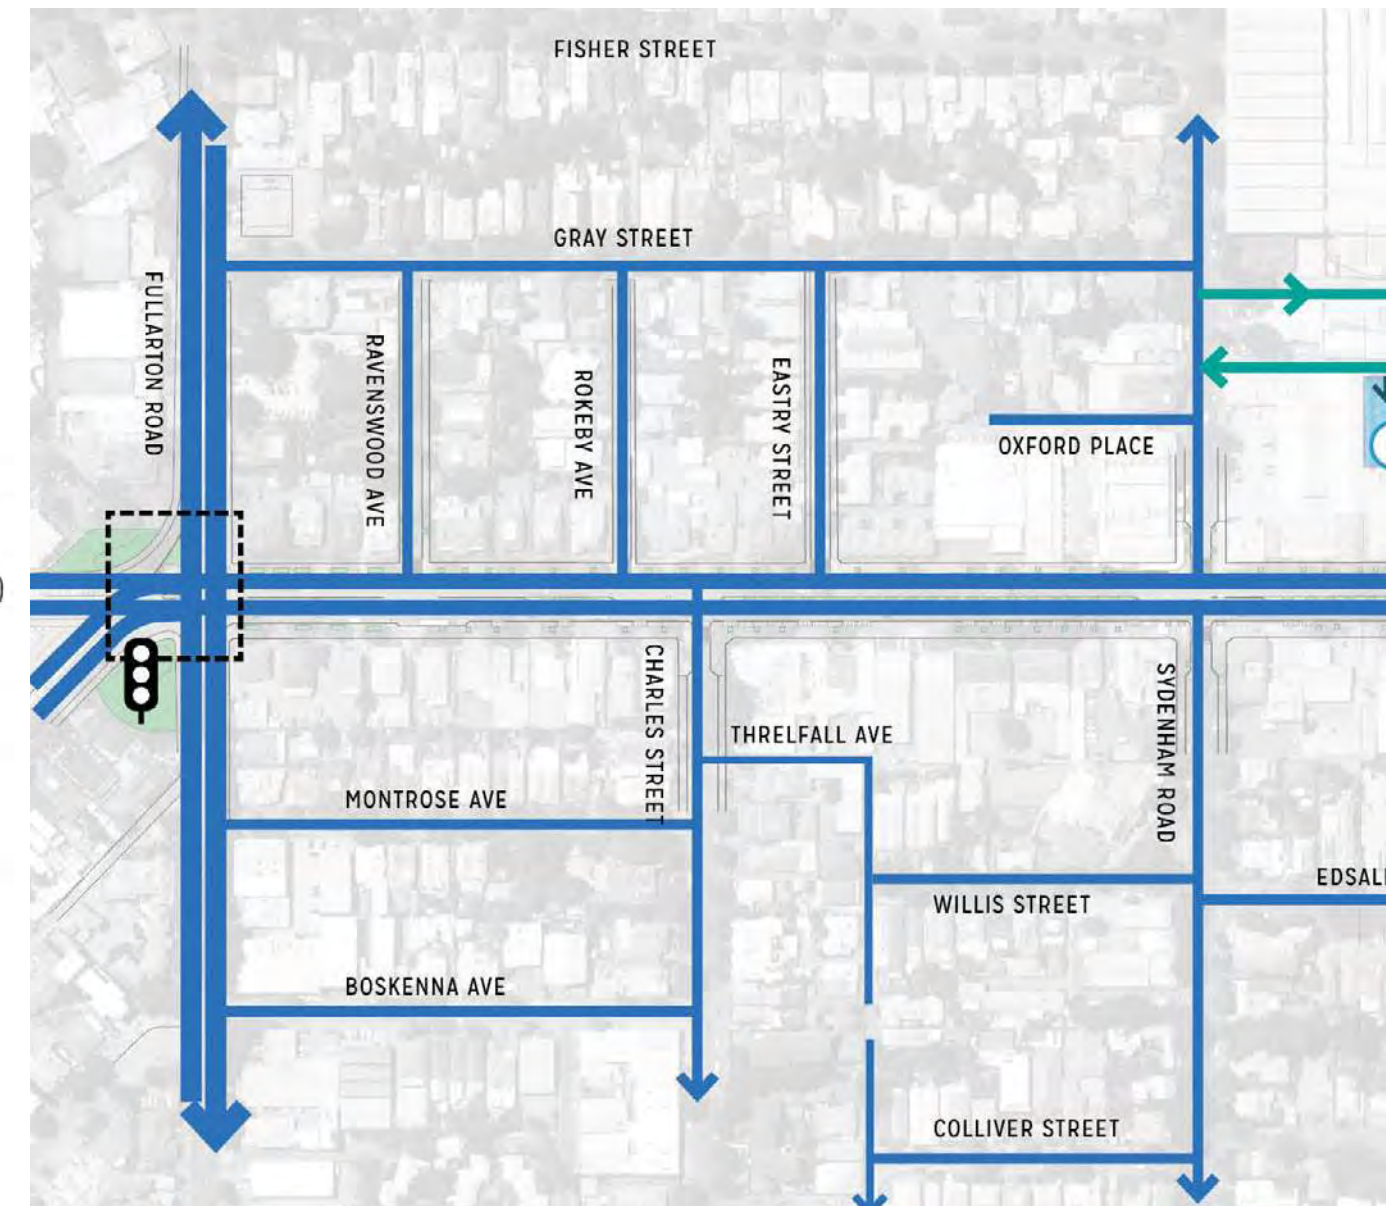 FISHER STREET
GRAY STREET
FULLARTON ROAD
RAVENSWOOD AVE
ROKEBY AVE
EASTRY STREET
OXFORD PLACE
)
CHARLES STREET
THRELFALL AVE
SYDENHAM ROAD
MONTROSE AVE
EDSAL
WILLIS STREET
BOSKENNA AVE
COLLIVER STREET